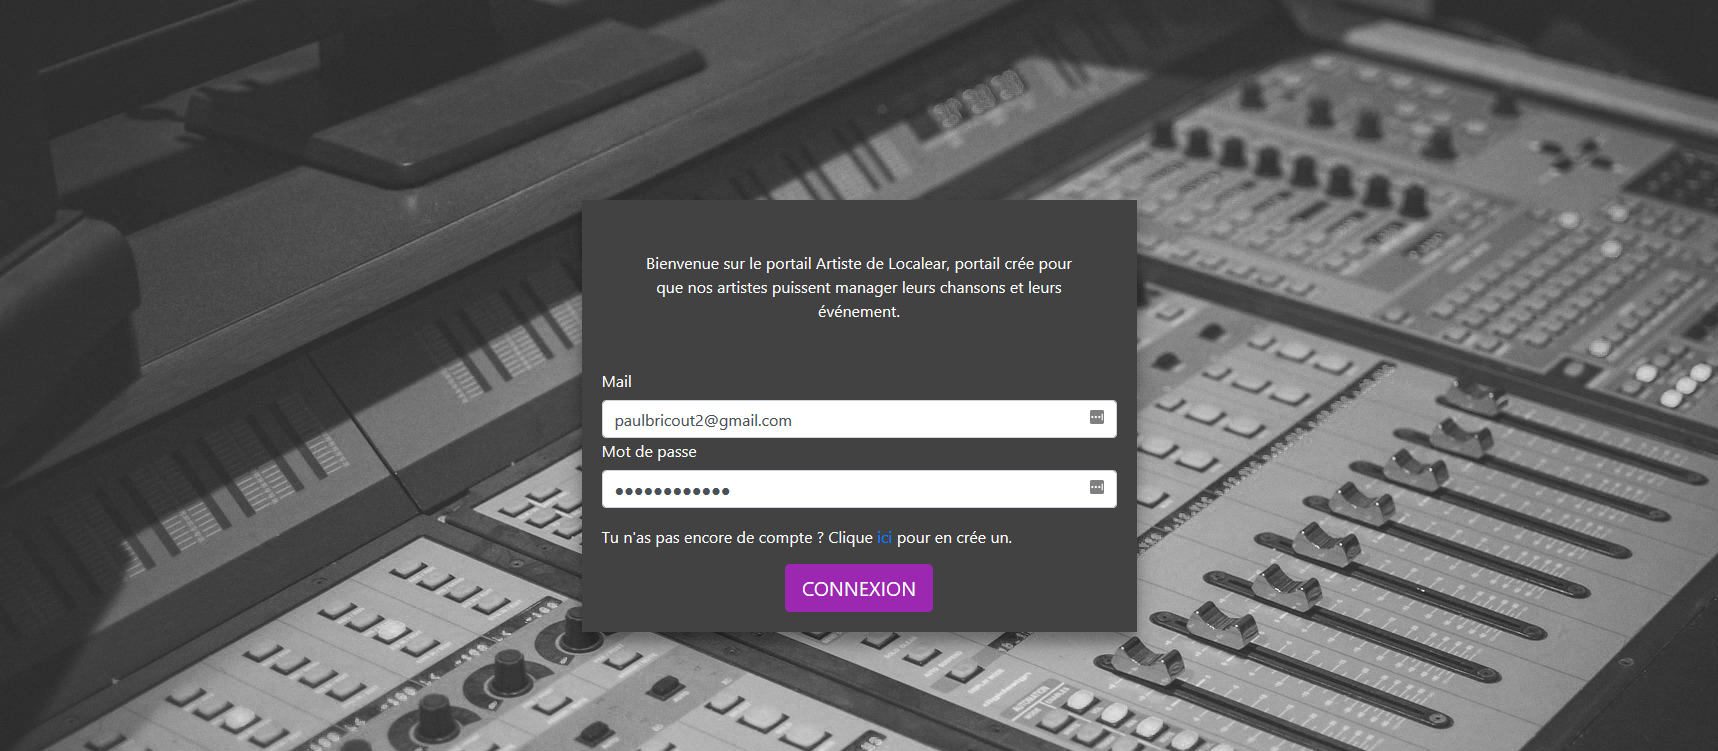 Bienvenue sur le portail Artiste de Localear, portail crée pour
que nos artistes puissent manager leurs chansons et leurs
événement.
Mail
paulbricout2@gmail.com
Mot de passe
●●●●●●●●●●●●
Tu n'as pas encore de compte ? Clique ici pour en crée un.
CONNEXION